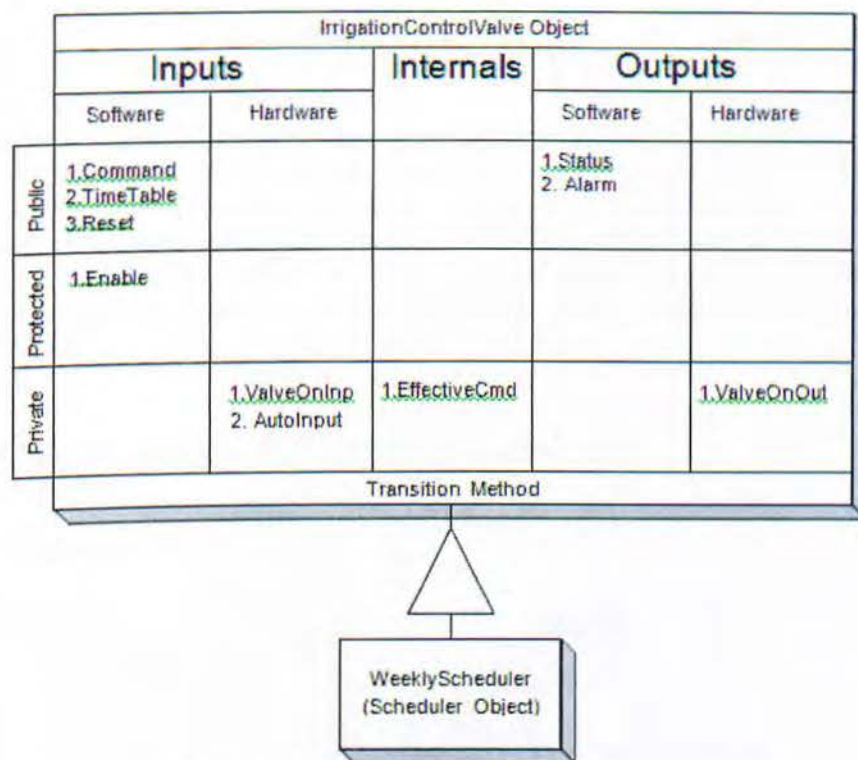 IrrigationControlValve Object
Inputs Internals Outputs
Software Hardware Software Hardware
Public
1.Command
2.TimeTable
3.Reset
1.Status
2. Alarm
Protected
1.Enable
Private
1.ValveOnInp
2. AutoInput
1.EffectiveCmd
1.ValveOnOut
Transition Method
WeeklyScheduler
(Scheduler Object)